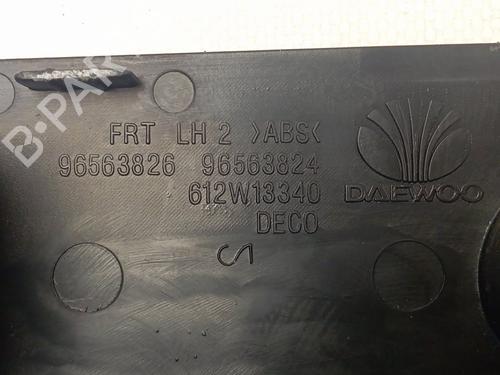 FRT LH 2 >ABS<
96563826 96563824
612W13340
DECO
DAEWOO
B-PARTS